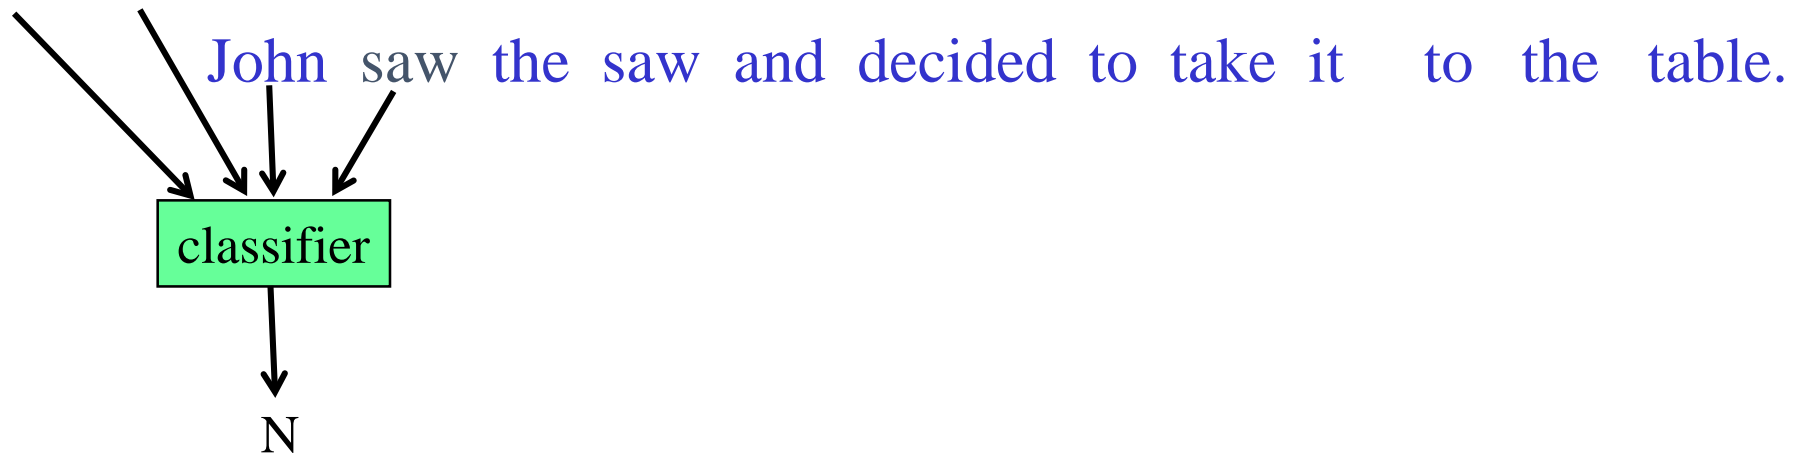 John saw the saw and decided to take it to the table.
classifier
N